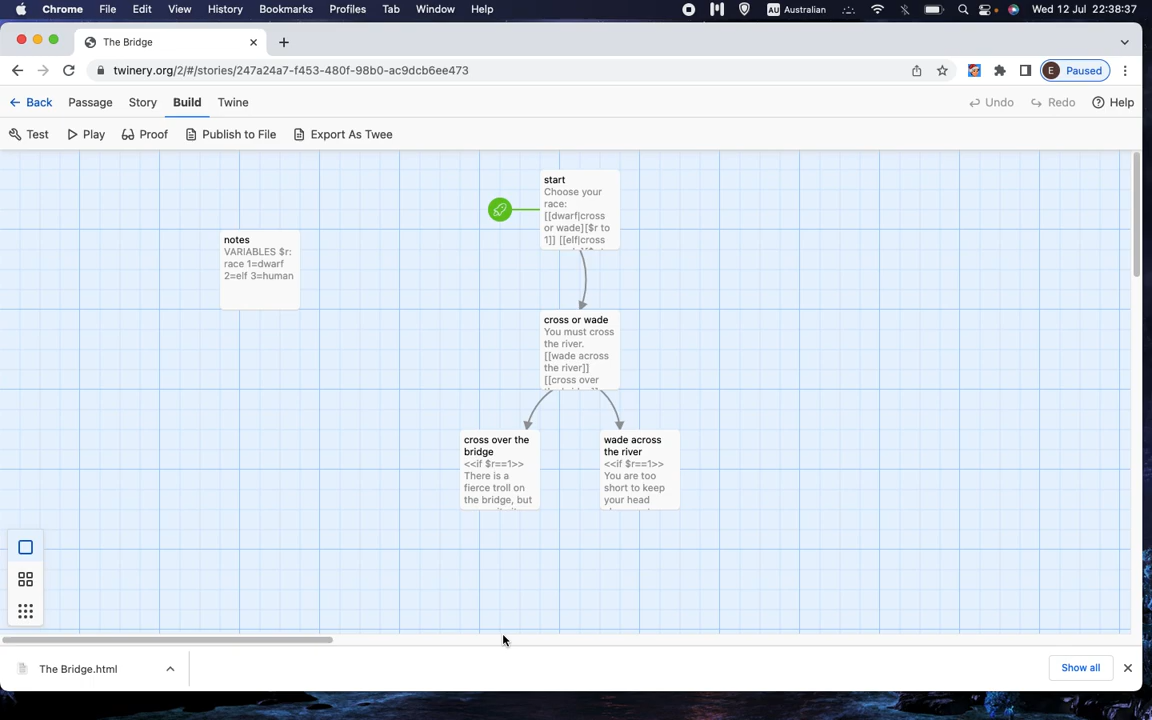 Chrome File Edit View History Bookmarks Profiles Tab Window Help AU Australian Wed 12 Jul 22:38:37
The Bridge
twinery.org/2/#/stories/247a24a7-f453-480f-98b0-ac9dcb6ee473 E Paused
Back Passage Story Build Twine Undo Redo Help
Test Play Proof Publish to File Export As Twee
start
Choose your
race:
[[dwarf|cross
or wade][$r to
1]] [[elf|cross
notes
VARIABLES $r:
race 1=dwarf
2=elf 3=human
cross or wade
You must cross
the river.
[[wade across
the river]]
[[cross over
cross over the
bridge
<<if $r==1>>
There is a
fierce troll on
the bridge, but
wade across
the river
<<if $r==1>>
You are too
short to keep
your head
The Bridge.html Show all